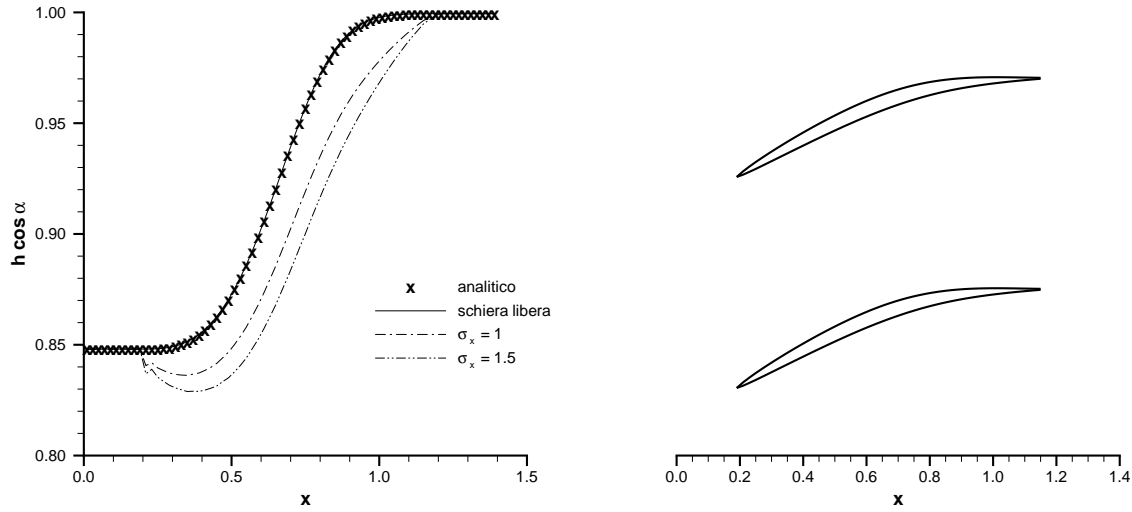 1.00
0.95
0.90
0.85
0.80
h cos α
0.0
0.5
1.0
1.5
x
x analitico
schiera libera
σx = 1
σx = 1.5
0.0
0.2
0.4
0.6
0.8
1.0
1.2
1.4
x